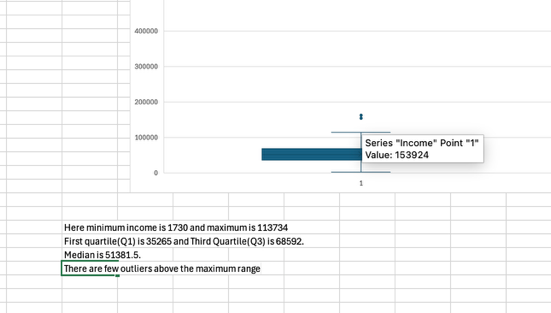 400000
300000
200000
100000
0
Series "Income" Point "1"
Value: 153924
1
Here minimum income is 1730 and maximum is 113734
First quartile(Q1) is 35265 and Third Quartile(Q3) is 68592.
Median is 51381.5.
There are few outliers above the maximum range